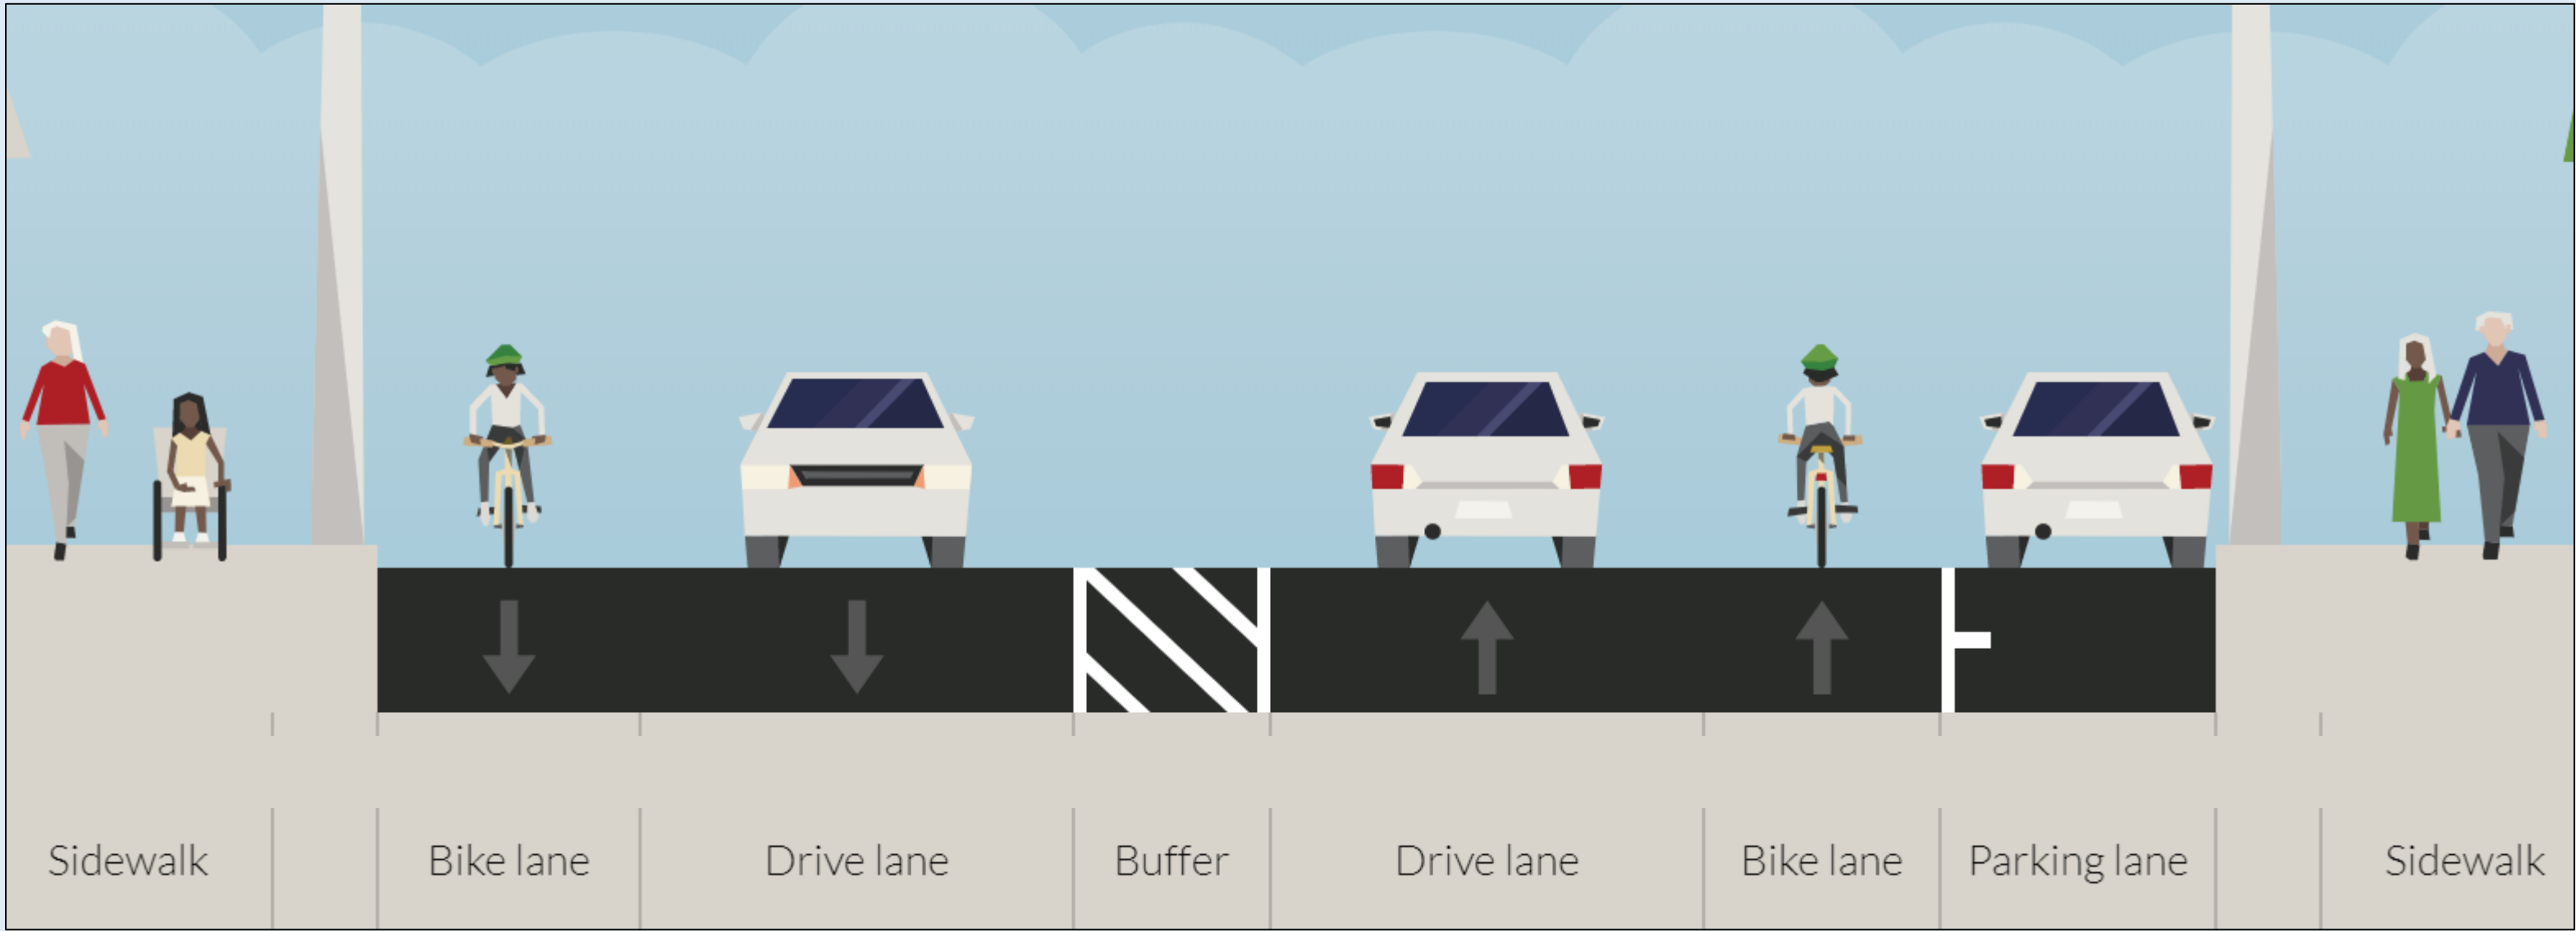 Sidewalk
Bike lane
Drive lane
Buffer
Drive lane
Bike lane
Parking lane
Sidewalk